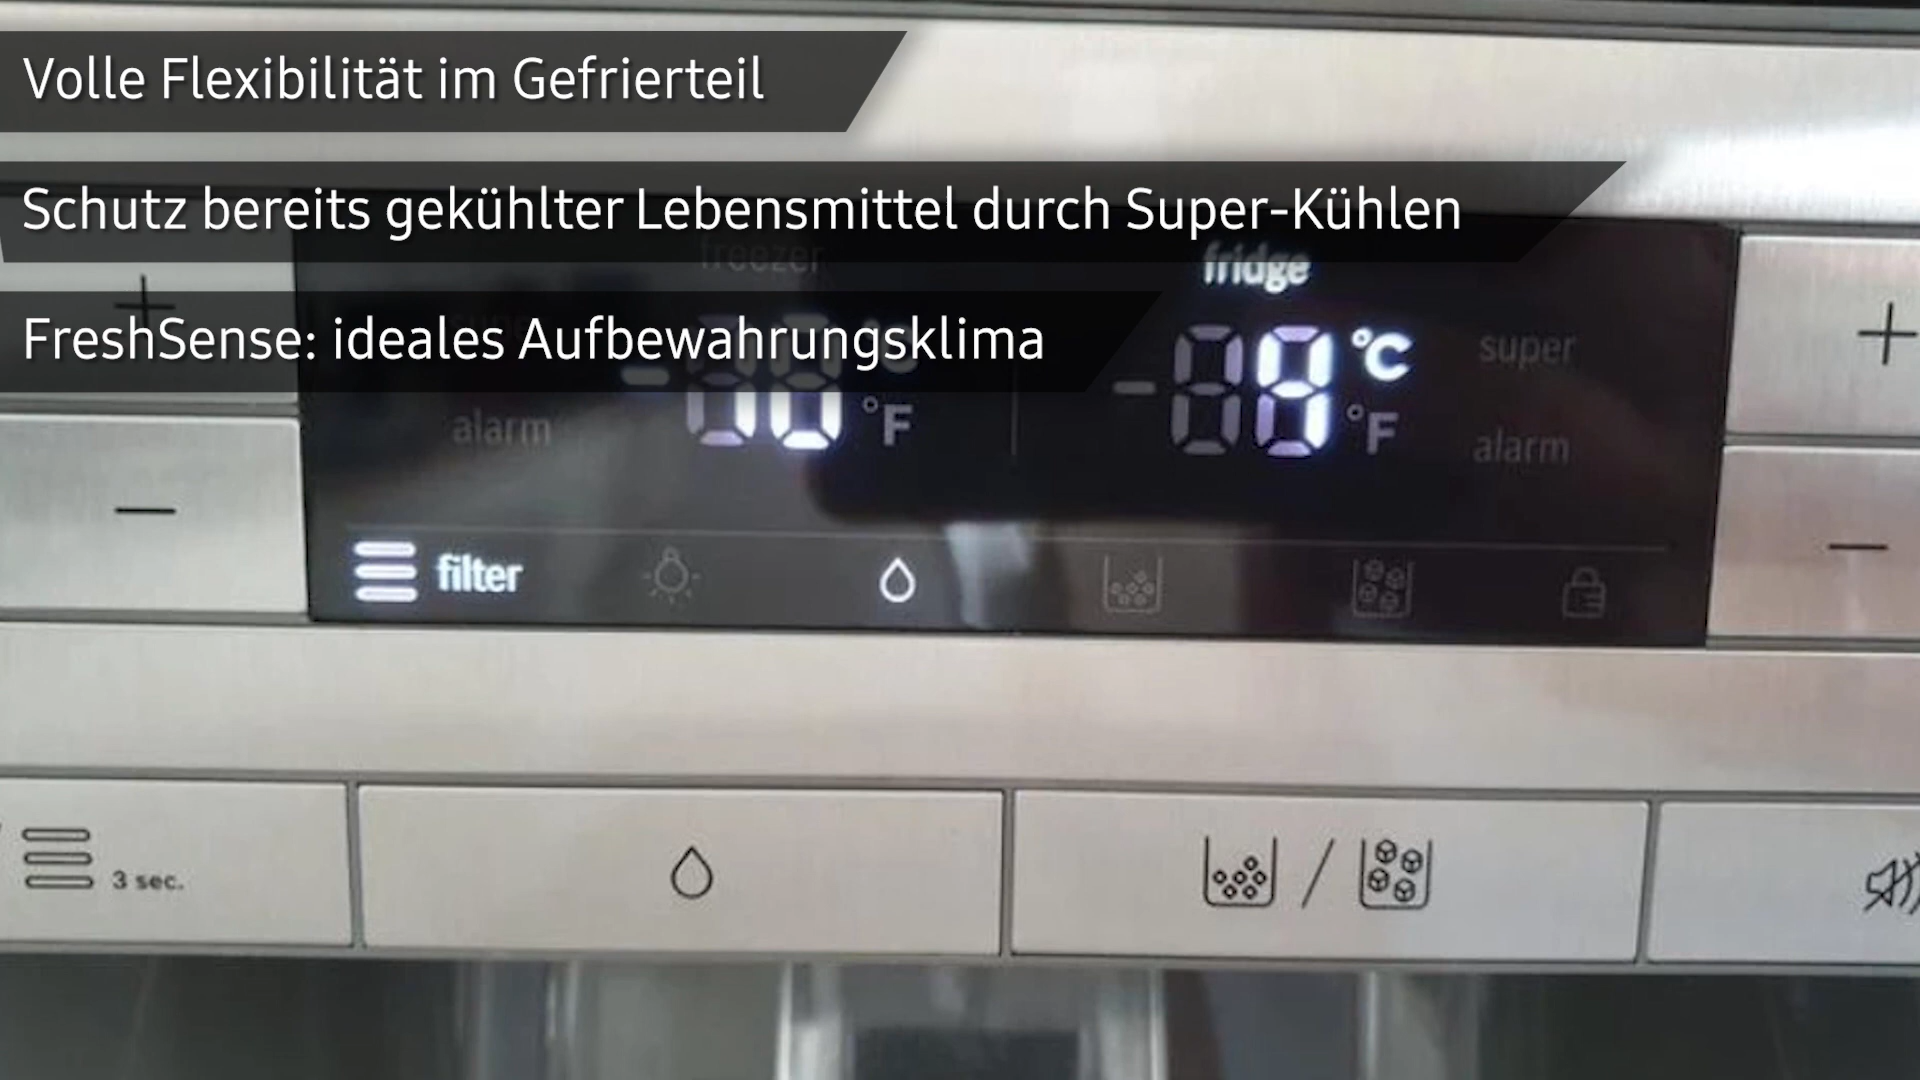 Volle Flexibilität im Gefrierteil
Schutz bereits gekühlter Lebensmittel durch Super-Kühlen
freezer
fridge
FreshSense: ideales Aufbewahrungsklima
4 °C
super
°F
°F
alarm
alarm
filter
3 sec.